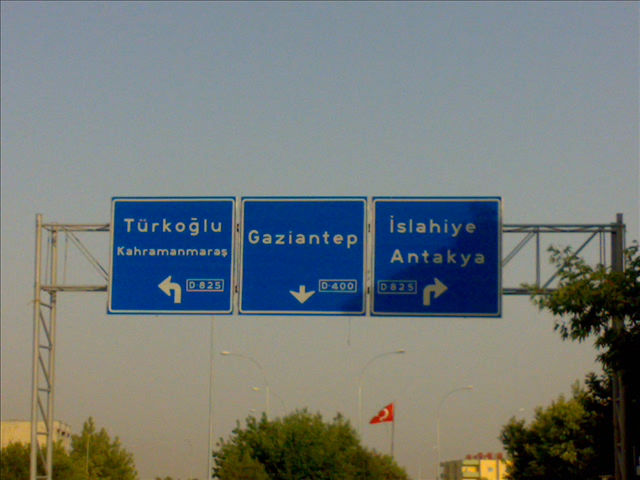 Türkoğlu
Kahramanmaraş
D-825
Gaziantep
D-400
İslahiye
Antakya
D-825